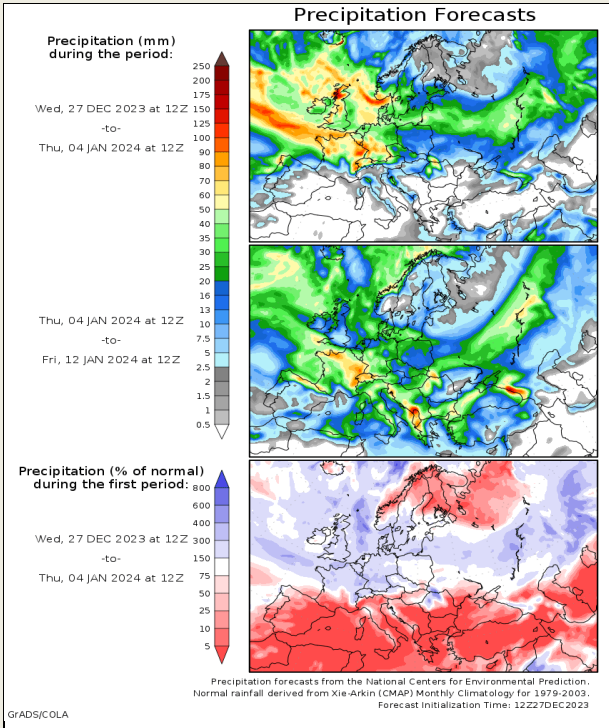 Precipitation Forecasts
Precipitation (mm)
during the period:
Wed, 27 DEC 2023 at 12Z
-to-
Thu, 04 JAN 2024 at 12Z
250
200
175
150
125
100
90
80
70
60
50
40
35
30
25
20
16
13
10
7.5
5
2.5
2
1.5
1
0.5
Thu, 04 JAN 2024 at 12Z
-to-
Fri, 12 JAN 2024 at 12Z
Precipitation (% of normal)
during the first period:
Wed, 27 DEC 2023 at 12Z
-to-
Thu, 04 JAN 2024 at 12Z
800
600
400
300
150
75
50
25
10
5
Precipitation forecasts from the National Centers for Environmental Prediction.
Normal rainfall derived from Xie-Arkin (CMAP) Monthly Climatology for 1979-2003.
Forecast Initialization Time: 12Z27DEC2023
GrADS/COLA